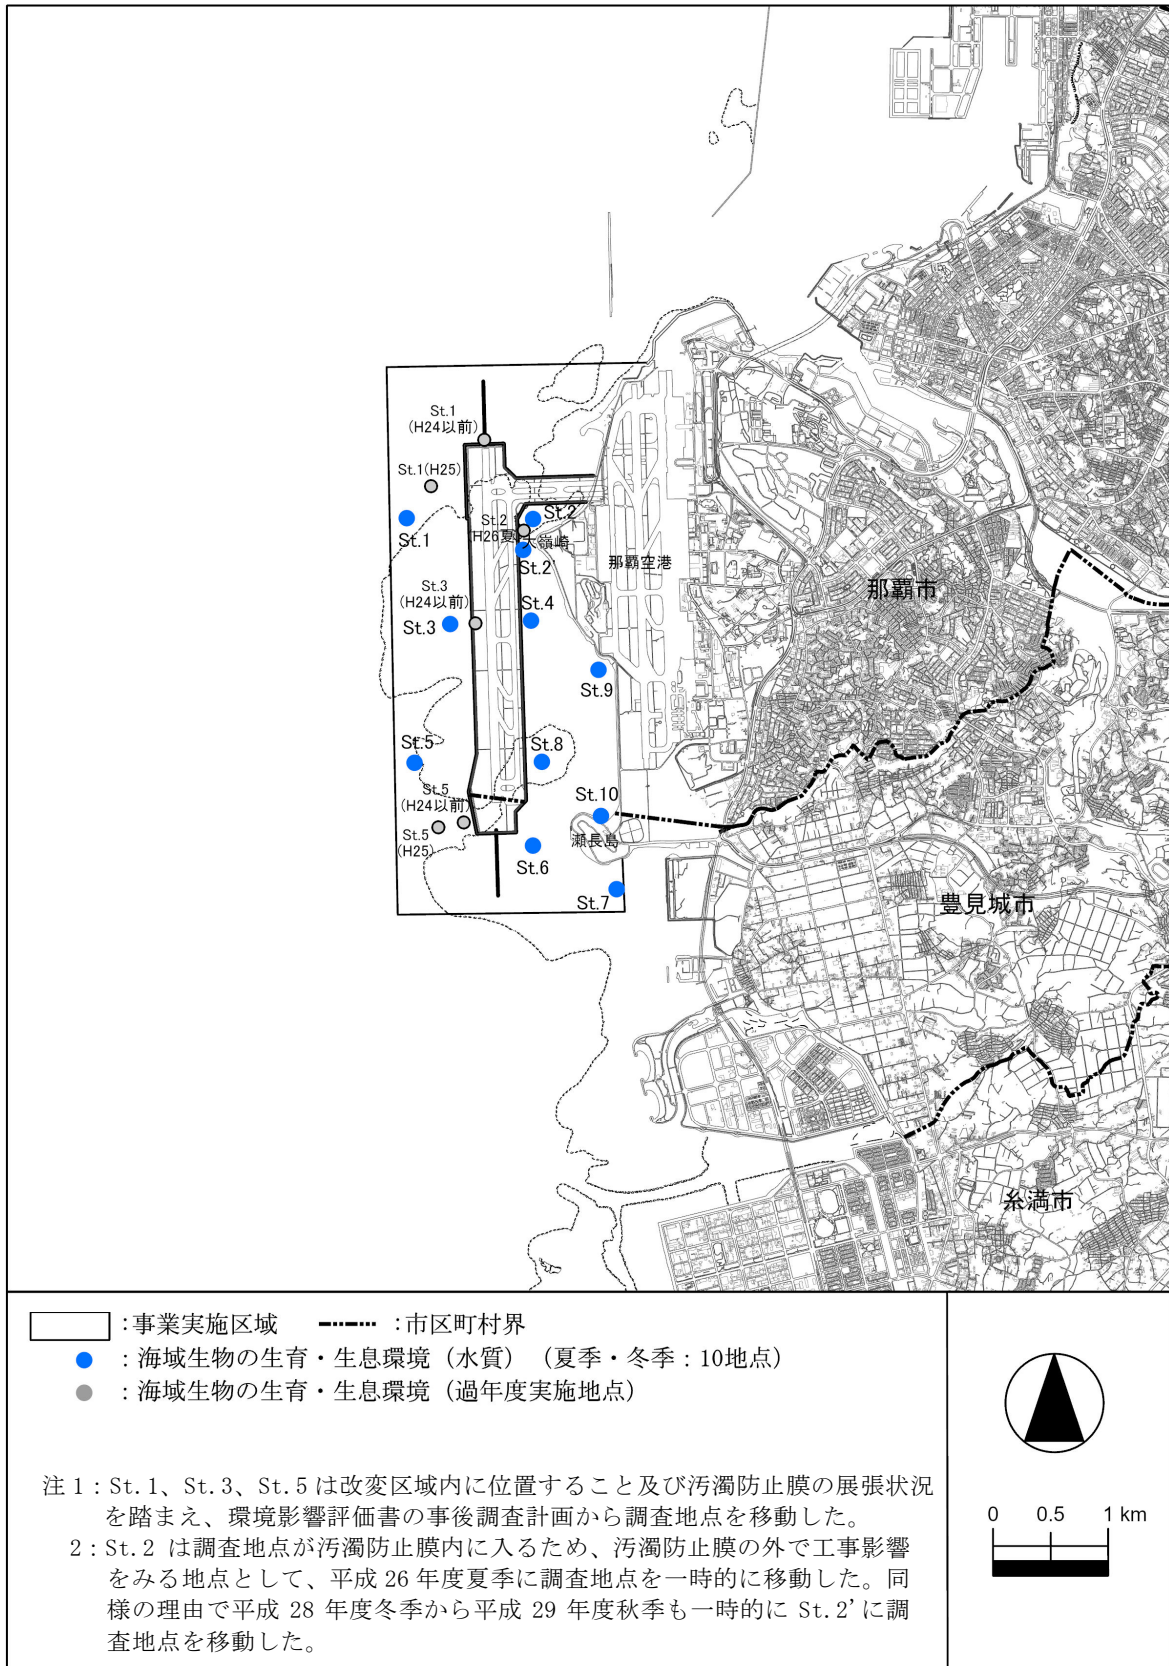 St.1
(H24以前)
St.1(H25)
St.1
St.2
St.2
H26夏
大嶺崎
St.2'
那覇空港
那覇市
St.3
(H24以前)
St.3
St.4
St.9
St.5
St.8
St.5
(H24以前)
St.5
(H25)
St.10
瀬長島
St.6
St.7
豊見城市
糸満市
:事業実施区域
:市区町村界
:海域生物の生育・生息環境（水質）（夏季・冬季：10地点）
:海域生物の生育・生息環境（過年度実施地点）
注1：St.1、St.3、St.5は改変区域内に位置すること及び汚濁防止膜の展張状況
を踏まえ、環境影響評価書の事後調査計画から調査地点を移動した。
2：St.2 は調査地点が汚濁防止膜内に入るため、汚濁防止膜の外で工事影響
をみる地点として、平成 26 年度夏季に調査地点を一時的に移動した。同
様の理由で平成 28 年度冬季から平成 29 年度秋季も一時的に St.2’に調
査地点を移動した。
0 0.5 1 km